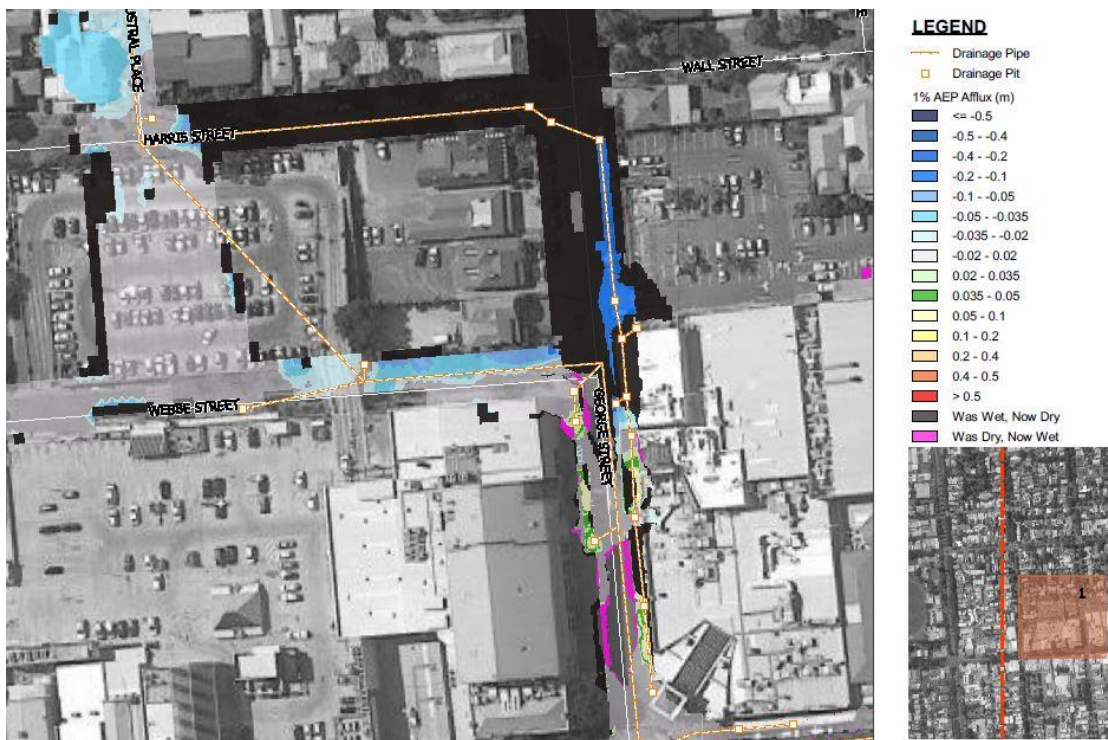 LEGEND
Drainage Pipe
Drainage Pit
1% AEP Afflux (m)
<= -0.5
-0.5 - -0.4
-0.4 - -0.2
-0.2 - -0.1
-0.1 - -0.05
-0.05 - -0.035
-0.035 - -0.02
-0.02 - 0.02
0.02 - 0.035
0.035 - 0.05
0.05 - 0.1
0.1 - 0.2
0.2 - 0.4
0.4 - 0.5
> 0.5
Was Wet, Now Dry
Was Dry, Now Wet
USTRAL PLACE
WALL STREET
HARRIS STREET
WEBBE STREET
GEORGE STREET
1